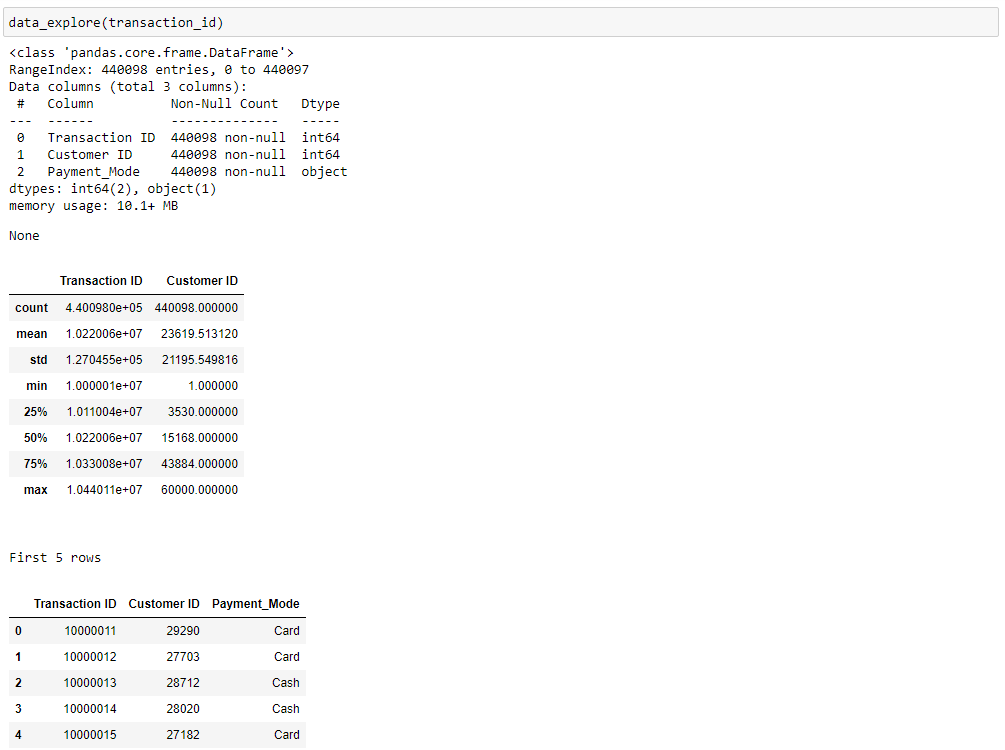 data_explore(transaction_id)
<class 'pandas.core.frame.DataFrame'>
RangeIndex: 440098 entries, 0 to 440097
Data columns (total 3 columns):
 #   Column          Non-Null Count   Dtype
---  ------          --------------   -----
 0   Transaction ID  440098 non-null  int64
 1   Customer ID     440098 non-null  int64
 2   Payment_Mode    440098 non-null  object
dtypes: int64(2), object(1)
memory usage: 10.1+ MB
None
Transaction ID Customer ID
count 4.400980e+05 440098.000000
mean 1.022006e+07 23619.513120
std 1.270455e+05 21195.549816
min 1.000001e+07 1.000000
25% 1.011004e+07 3530.000000
50% 1.022006e+07 15168.000000
75% 1.033008e+07 43884.000000
max 1.044011e+07 60000.000000
First 5 rows
Transaction ID Customer ID Payment_Mode
0 10000011 29290 Card
1 10000012 27703 Card
2 10000013 28712 Cash
3 10000014 28020 Cash
4 10000015 27182 Card